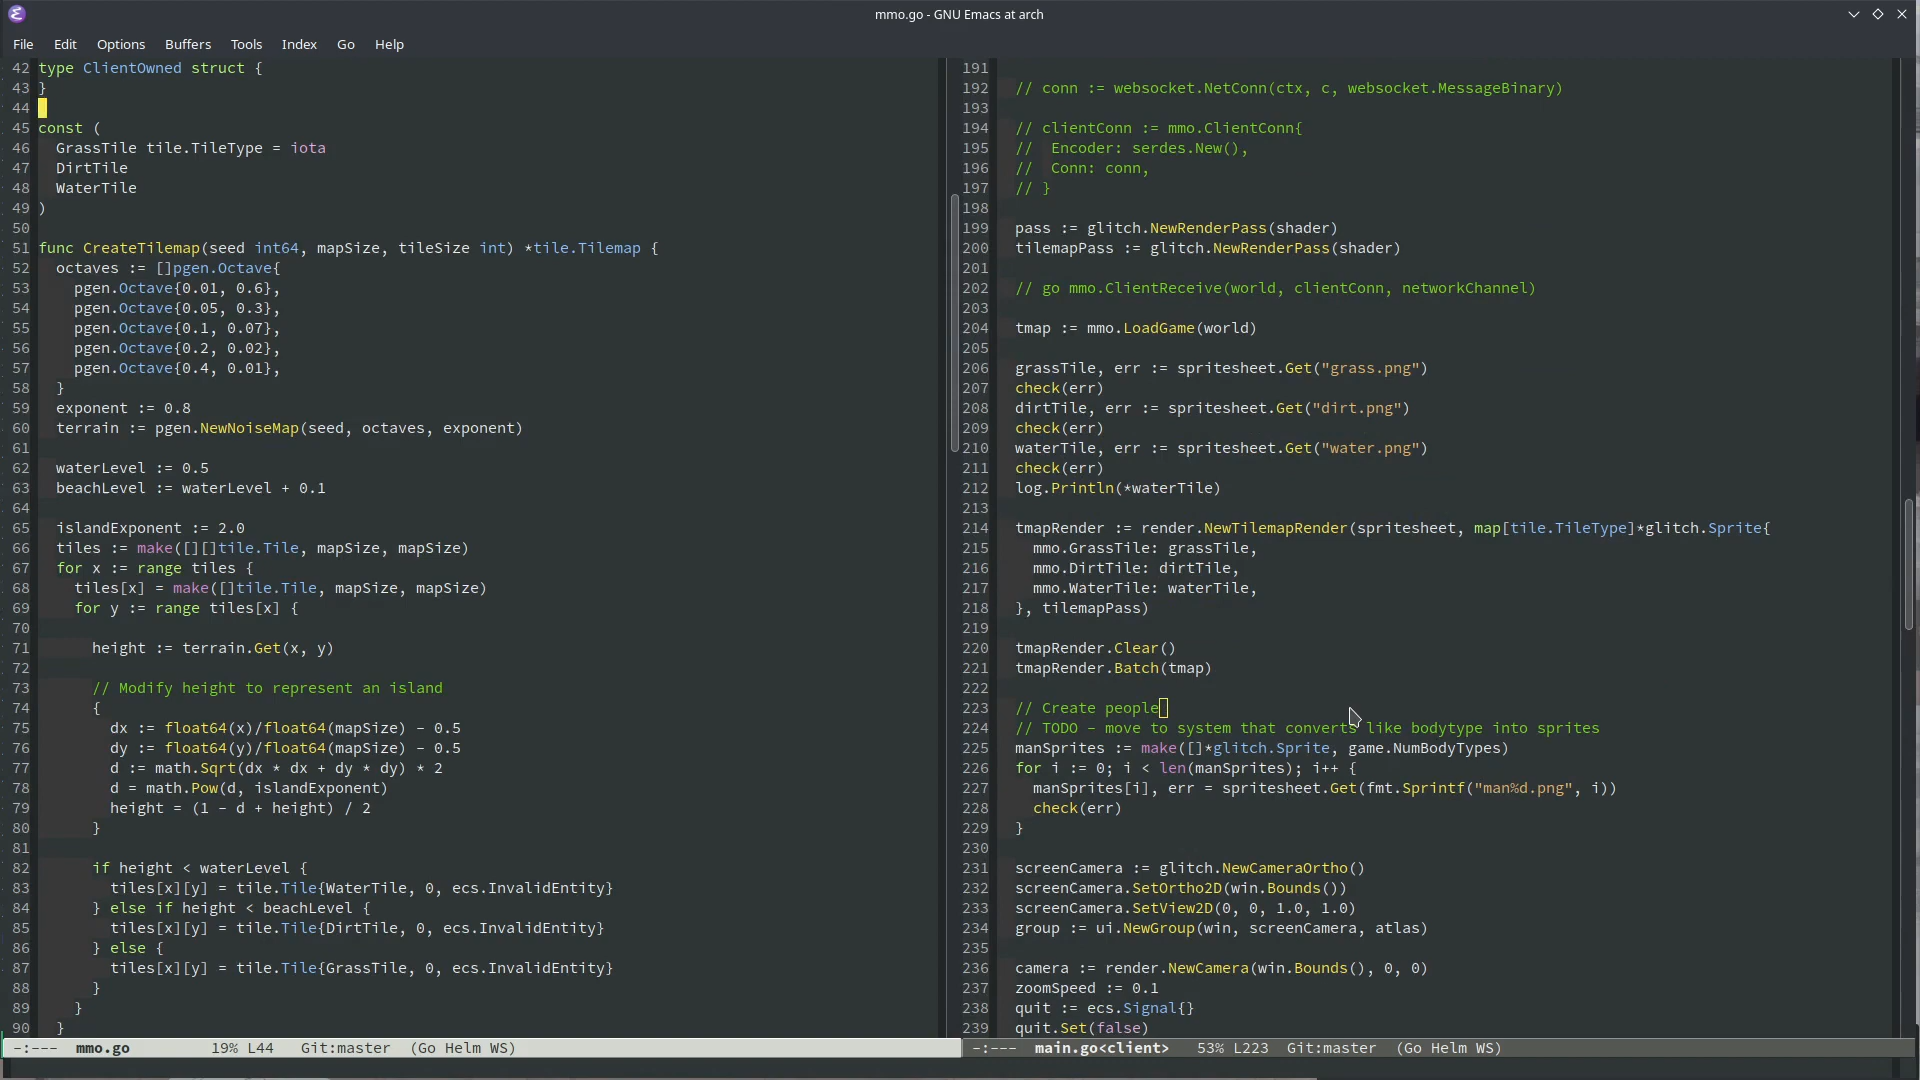 mmo.go - GNU Emacs at arch
File Edit Options Buffers Tools Index Go Help
42 type ClientOwned struct {
43 }
44
45 const (
46   GrassTile tile.TileType = iota
47   DirtTile
48   WaterTile
49 )
50
51 func CreateTilemap(seed int64, mapSize, tileSize int) *tile.Tilemap {
52   octaves := []pgen.Octave{
53     pgen.Octave{0.01, 0.6},
54     pgen.Octave{0.05, 0.3},
55     pgen.Octave{0.1, 0.07},
56     pgen.Octave{0.2, 0.02},
57     pgen.Octave{0.4, 0.01},
58   }
59   exponent := 0.8
60   terrain := pgen.NewNoiseMap(seed, octaves, exponent)
61
62   waterLevel := 0.5
63   beachLevel := waterLevel + 0.1
64
65   islandExponent := 2.0
66   tiles := make([][]tile.Tile, mapSize, mapSize)
67   for x := range tiles {
68     tiles[x] = make([]tile.Tile, mapSize, mapSize)
69     for y := range tiles[x] {
70
71       height := terrain.Get(x, y)
72
73       // Modify height to represent an island
74       {
75         dx := float64(x)/float64(mapSize) - 0.5
76         dy := float64(y)/float64(mapSize) - 0.5
77         d := math.Sqrt(dx * dx + dy * dy) * 2
78         d = math.Pow(d, islandExponent)
79         height = (1 - d + height) / 2
80       }
81
82       if height < waterLevel {
83         tiles[x][y] = tile.Tile{WaterTile, 0, ecs.InvalidEntity}
84       } else if height < beachLevel {
85         tiles[x][y] = tile.Tile{DirtTile, 0, ecs.InvalidEntity}
86       } else {
87         tiles[x][y] = tile.Tile{GrassTile, 0, ecs.InvalidEntity}
88       }
89     }
90   }
-:--- mmo.go 19% L44 Git:master (Go Helm WS)
191
192   // conn := websocket.NetConn(ctx, c, websocket.MessageBinary)
193
194   // clientConn := mmo.ClientConn{
195   //  Encoder: serdes.New(),
196   //  Conn: conn,
197   // }
198
199   pass := glitch.NewRenderPass(shader)
200   tilemapPass := glitch.NewRenderPass(shader)
201
202   // go mmo.ClientReceive(world, clientConn, networkChannel)
203
204   tmap := mmo.LoadGame(world)
205
206   grassTile, err := spritesheet.Get("grass.png")
207   check(err)
208   dirtTile, err := spritesheet.Get("dirt.png")
209   check(err)
210   waterTile, err := spritesheet.Get("water.png")
211   check(err)
212   log.Println(*waterTile)
213
214   tmapRender := render.NewTilemapRender(spritesheet, map[tile.TileType]*glitch.Sprite{
215     mmo.GrassTile: grassTile,
216     mmo.DirtTile: dirtTile,
217     mmo.WaterTile: waterTile,
218   }, tilemapPass)
219
220   tmapRender.Clear()
221   tmapRender.Batch(tmap)
222
223   // Create people
224   // TODO - move to system that converts like bodytype into sprites
225   manSprites := make([]*glitch.Sprite, game.NumBodyTypes)
226   for i := 0; i < len(manSprites); i++ {
227     manSprites[i], err = spritesheet.Get(fmt.Sprintf("man%d.png", i))
228     check(err)
229   }
230
231   screenCamera := glitch.NewCameraOrtho()
232   screenCamera.SetOrtho2D(win.Bounds())
233   screenCamera.SetView2D(0, 0, 1.0, 1.0)
234   group := ui.NewGroup(win, screenCamera, atlas)
235
236   camera := render.NewCamera(win.Bounds(), 0, 0)
237   zoomSpeed := 0.1
238   quit := ecs.Signal{}
239   quit.Set(false)
-:--- main.go<client> 53% L223 Git:master (Go Helm WS)